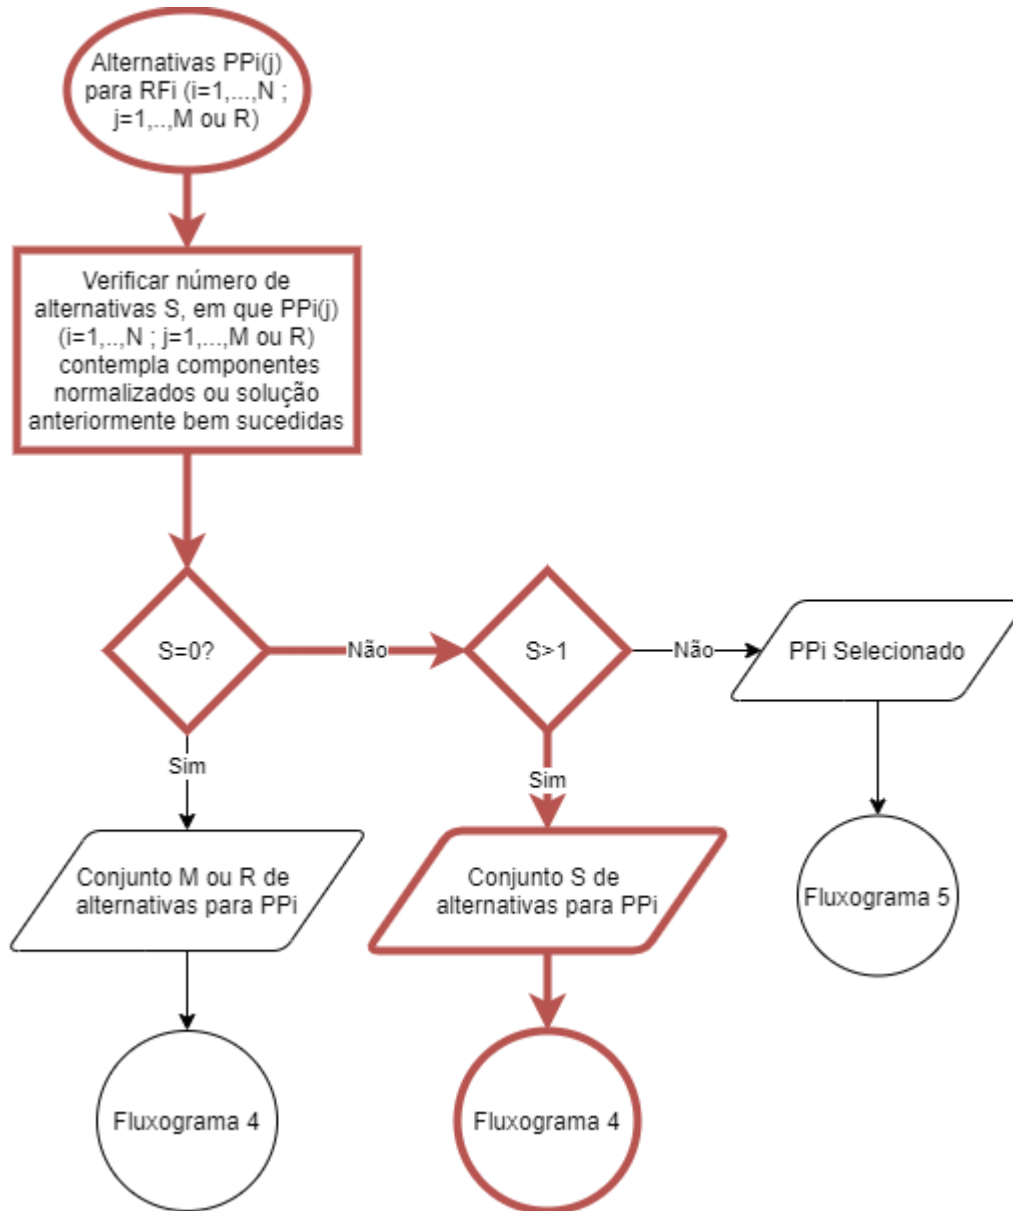 Alternativas PPi(j)
para RFi (i=1,...,N ;
j=1,..,M ou R)
Verificar número de
alternativas S, em que PPi(j)
(i=1,..,N ; j=1,...,M ou R)
contempla componentes
normalizados ou solução
anteriormente bem sucedidas
S=0?
Não
S>1
Não
PPi Selecionado
Sim
Sim
Conjunto M ou R de
alternativas para PPi
Conjunto S de
alternativas para PPi
Fluxograma 5
Fluxograma 4
Fluxograma 4